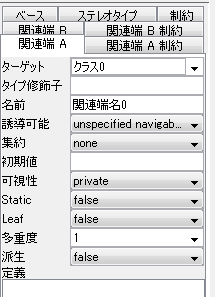 ベース ステレオタイプ 制約
関連端 B 関連端 B 制約
関連端 A 関連端 A 制約
ターゲット クラス0
タイプ修飾子
名前 関連端名0
誘導可能 unspecified navigab...
集約 none
初期値
可視性 private
Static false
Leaf false
多重度 1
派生 false
定義